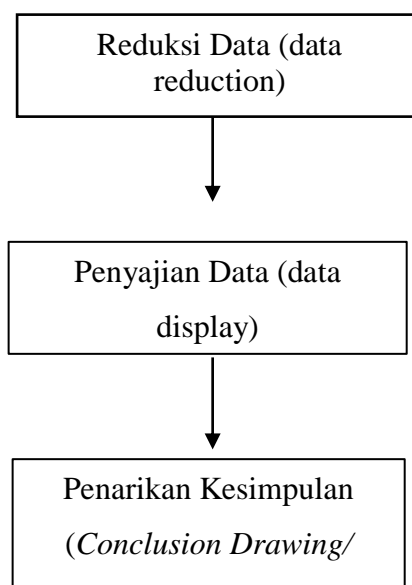 Reduksi Data (data
reduction)
Penyajian Data (data
display)
Penarikan Kesimpulan
(Conclusion Drawing/